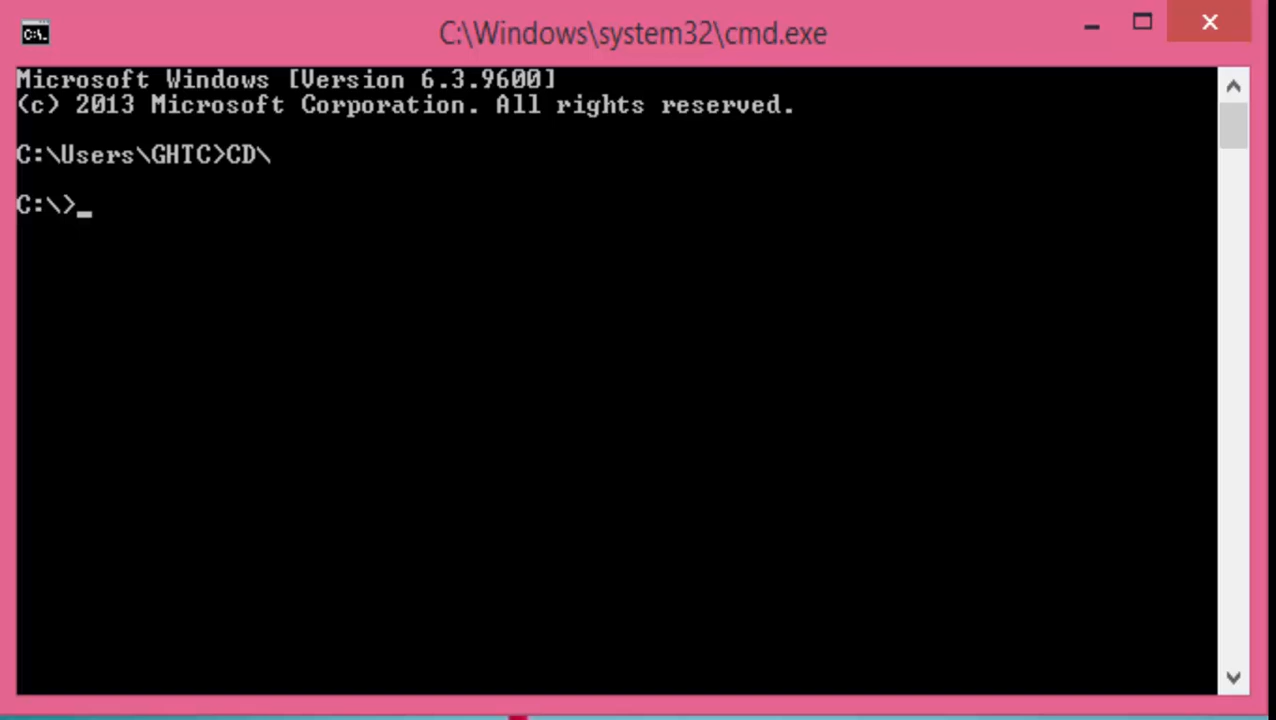 C:\Windows\system32\cmd.exe
Microsoft Windows [Version 6.3.9600]
(c) 2013 Microsoft Corporation. All rights reserved.
C:\Users\GHTC>CD\
C:\>_